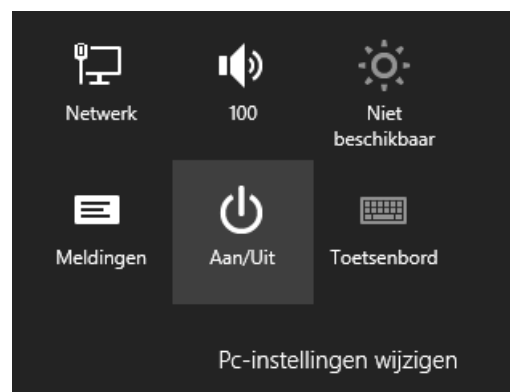 Netwerk
100
Niet
beschikbaar
Meldingen
Aan/Uit
Toetsenbord
Pc-instellingen wijzigen